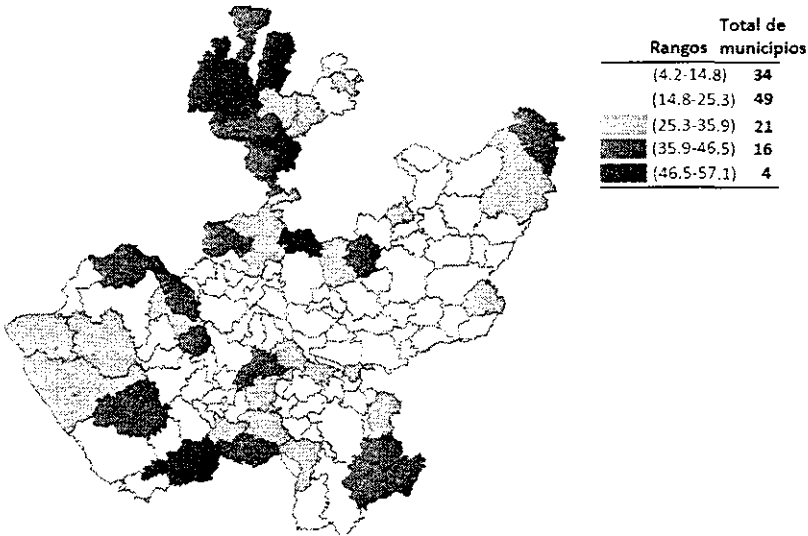 Total de
Rangos municipios
(4.2-14.8) 34
(14.8-25.3) 49
(25.3-35.9) 21
(35.9-46.5) 16
(46.5-57.1) 4